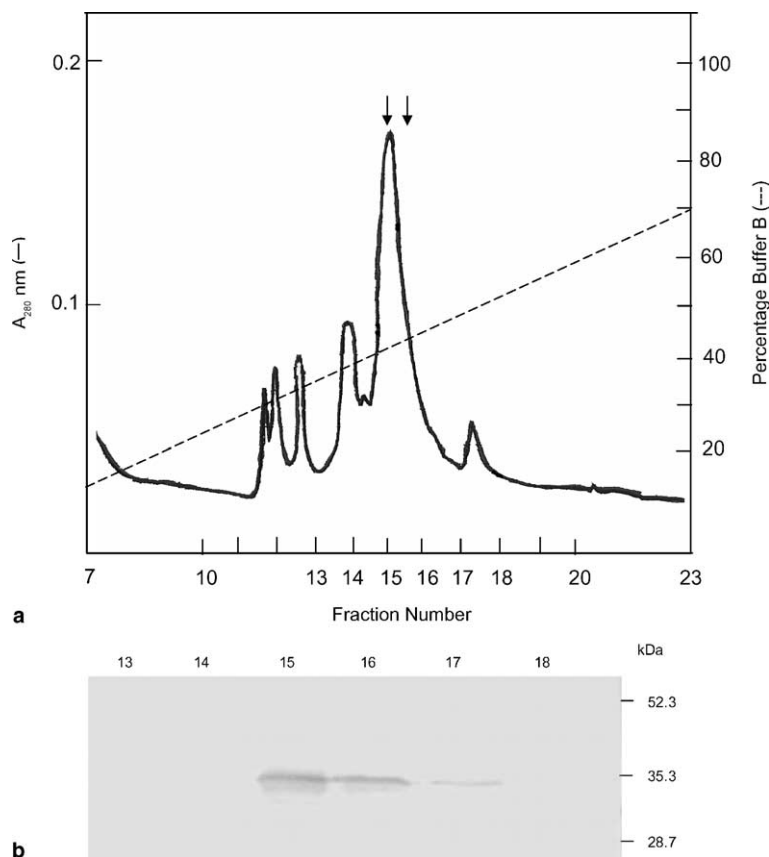 0.2
0.1
A280 nm (—)
100
80
60
40
20
Percentage Buffer B (---)
7 10 13 14 15 16 17 18 20 23
a Fraction Number
13 14 15 16 17 18 kDa
52.3
35.3
28.7
b